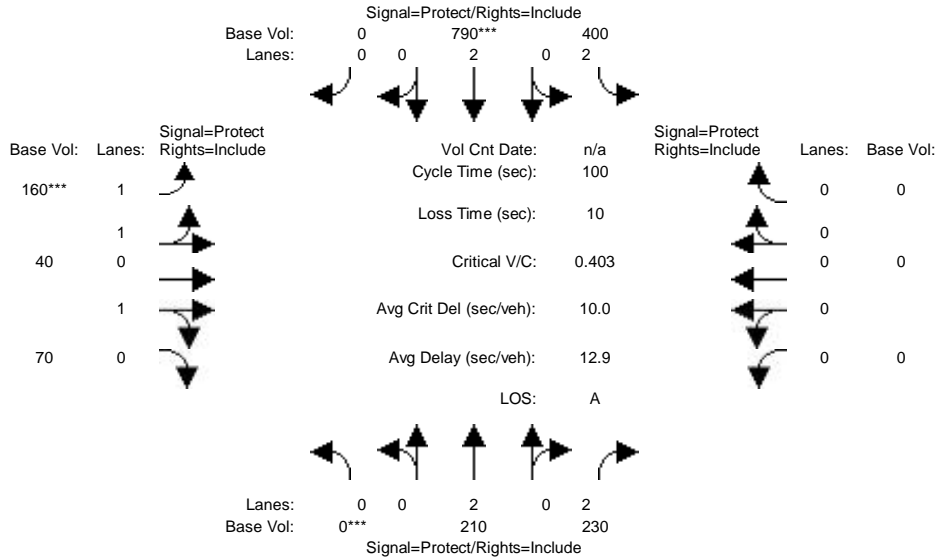 Signal=Protect/Rights=Include
Base Vol: 0 790*** 400
Lanes: 0 0 2 0 2
Signal=Protect Signal=Protect
Base Vol: Lanes: Rights=Include Vol Cnt Date: n/a Rights=Include Lanes: Base Vol:
Cycle Time (sec): 100
160*** 1 0 0
Loss Time (sec): 10
1 0
40 0 Critical V/C: 0.403 0 0
1 Avg Crit Del (sec/veh): 10.0 0
70 0 Avg Delay (sec/veh): 12.9 0 0
LOS: A
Lanes: 0 0 2 0 2
Base Vol: 0*** 210 230
Signal=Protect/Rights=Include